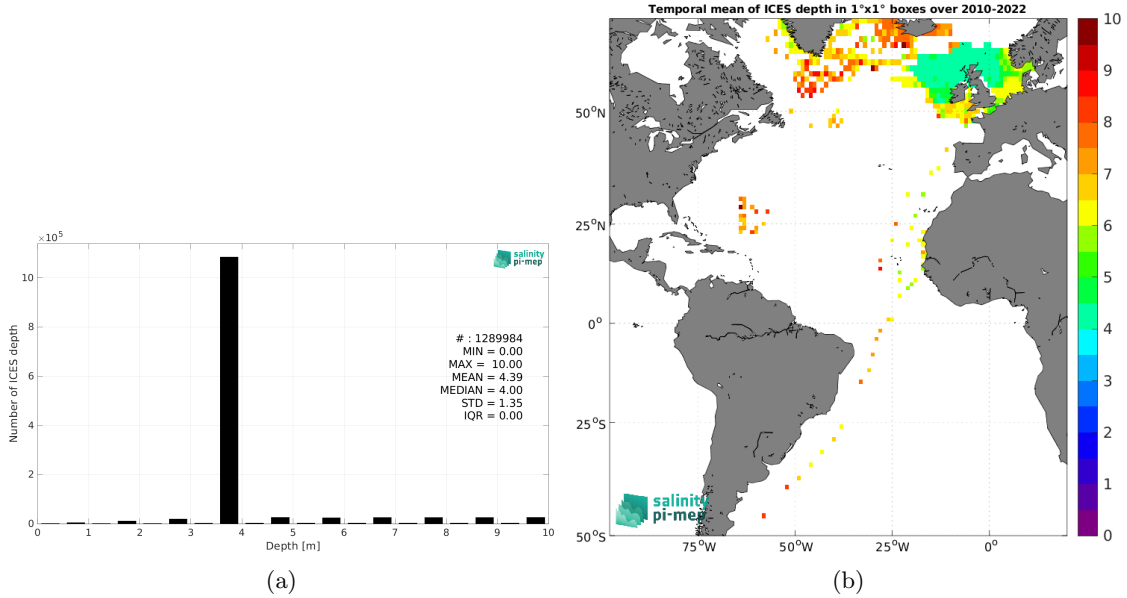 ×10⁵
10
8
6
4
2
0
Number of ICES depth
0 1 2 3 4 5 6 7 8 9 10
Depth [m]
salinity
pi-mep
# : 1289984
MIN = 0.00
MAX = 10.00
MEAN = 4.39
MEDIAN = 4.00
STD = 1.35
IQR = 0.00
(a)
Temporal mean of ICES depth in 1°x1° boxes over 2010-2022
50°N
25°N
0°
25°S
50°S
75°W 50°W 25°W 0°
salinity
pi-mep
10
9
8
7
6
5
4
3
2
1
0
(b)